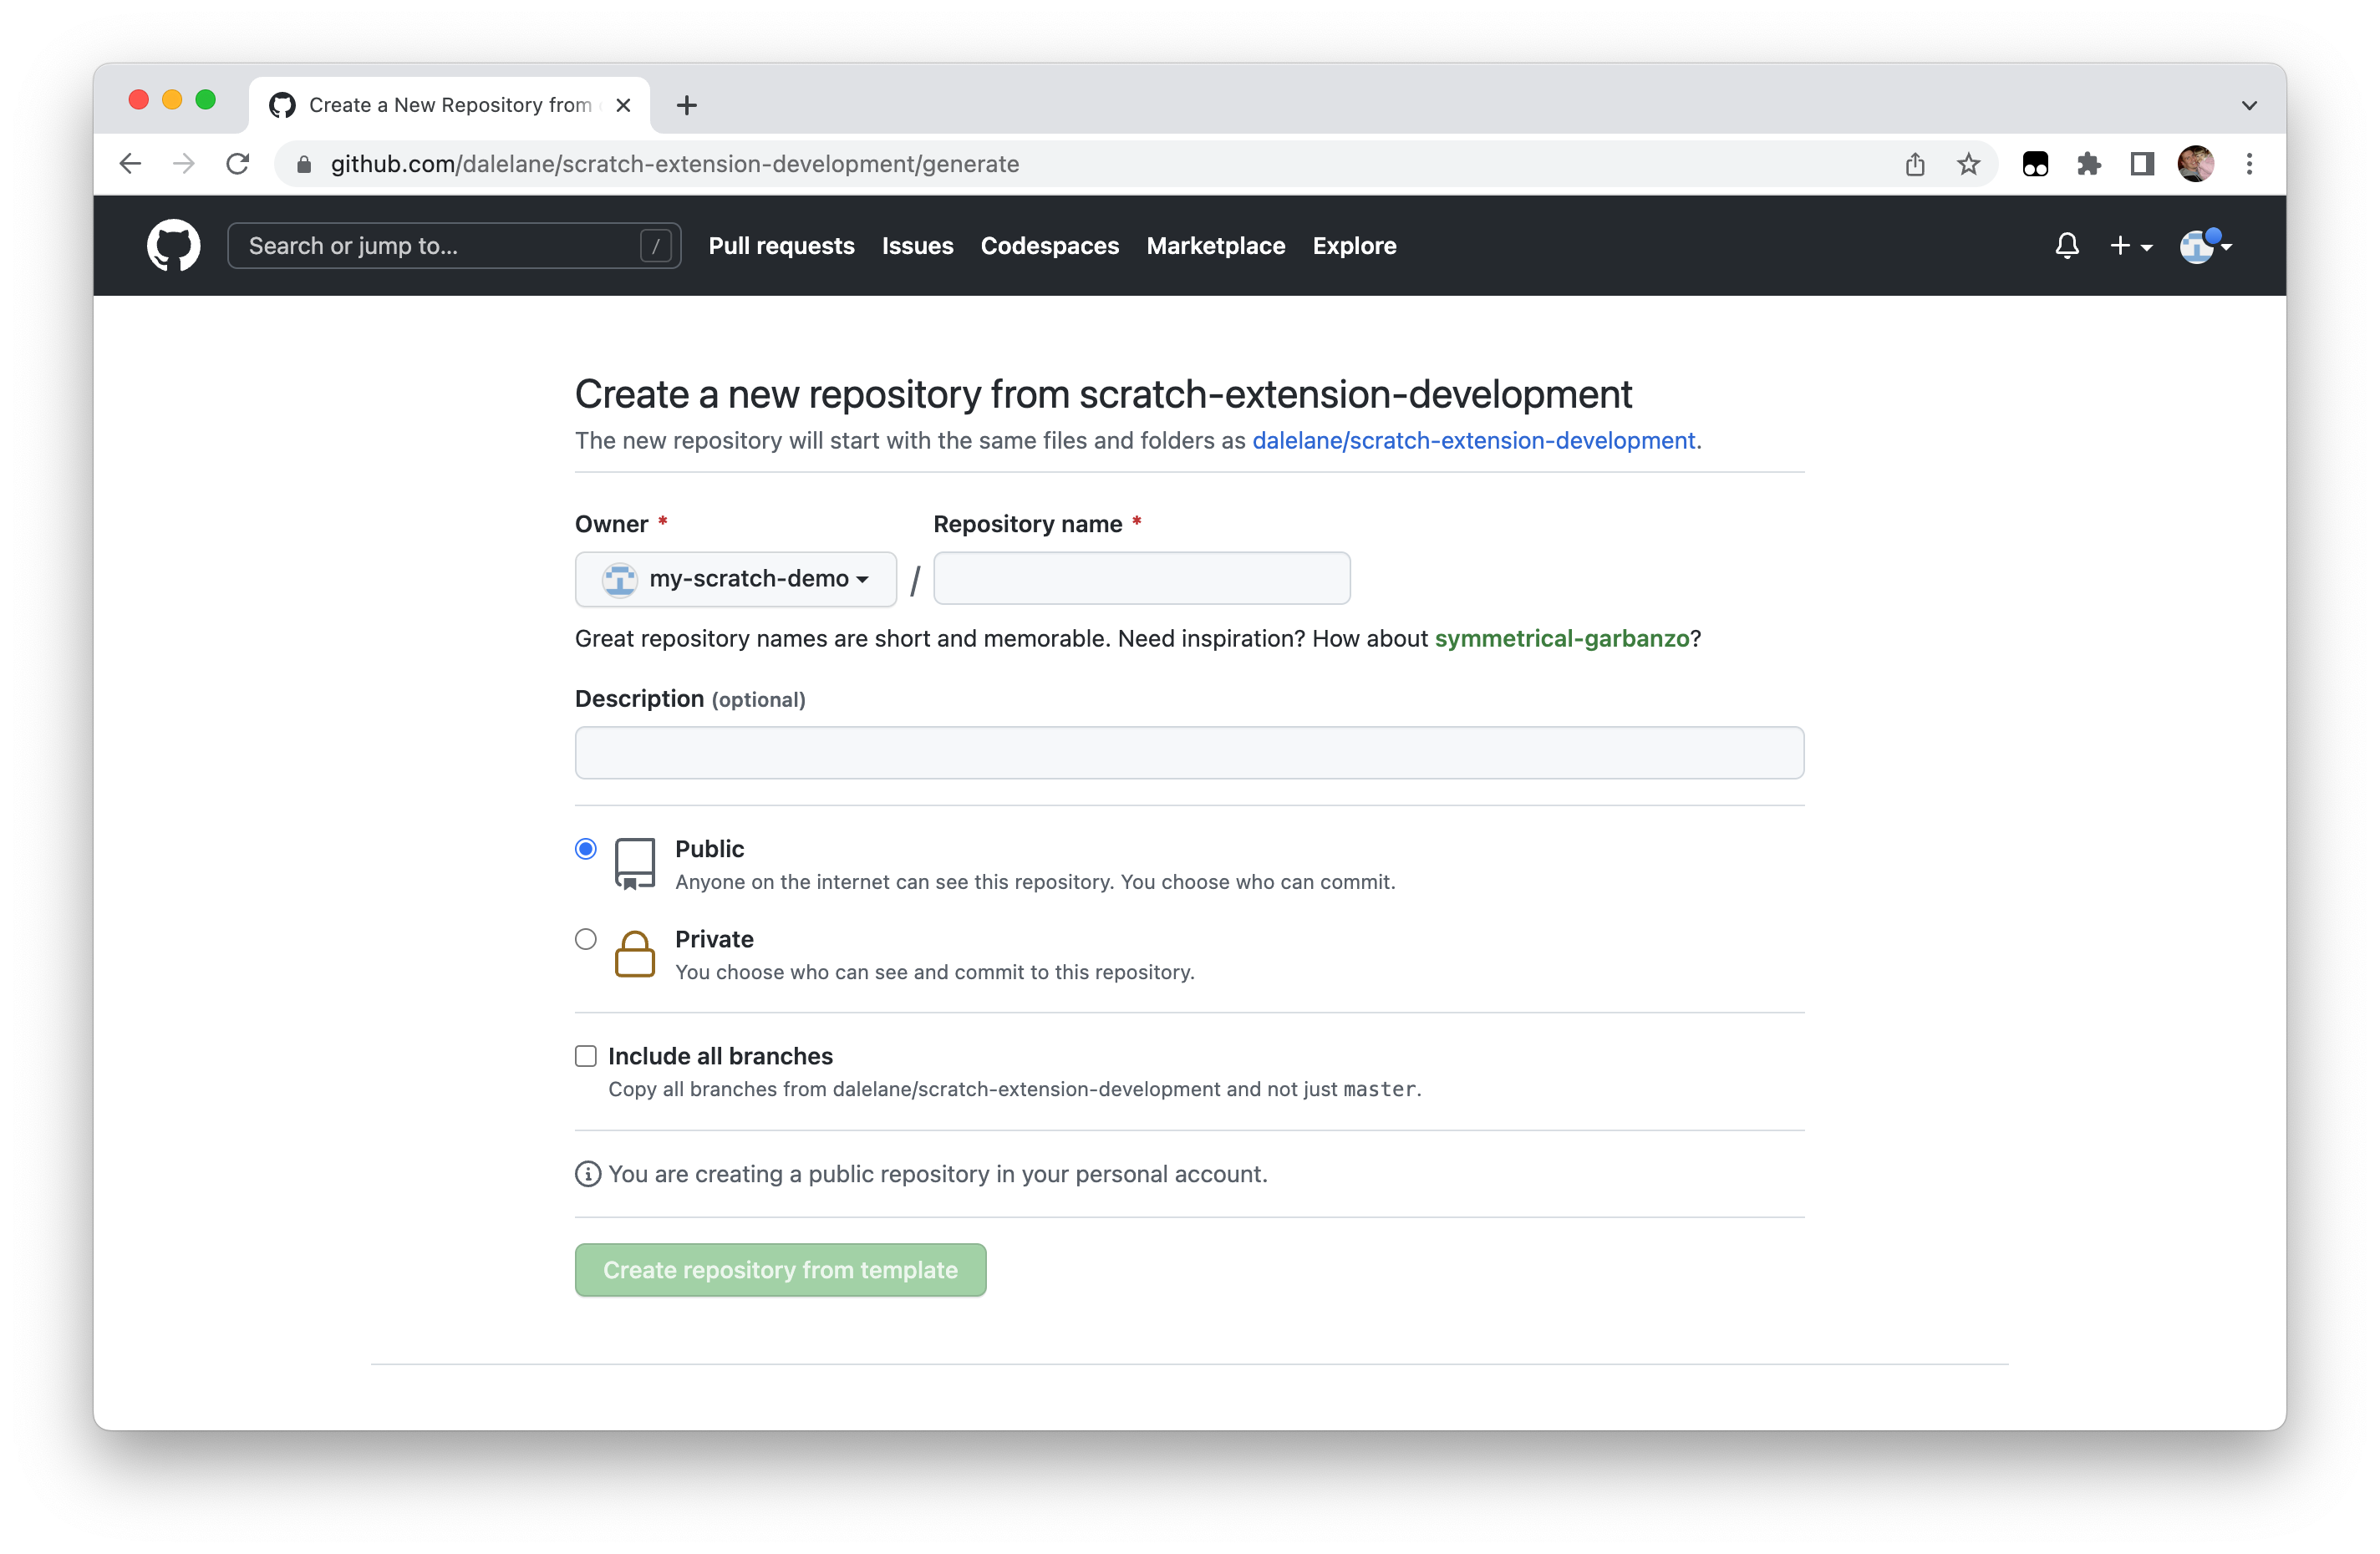 Create a New Repository from
github.com/dalelane/scratch-extension-development/generate
Search or jump to... / Pull requests Issues Codespaces Marketplace Explore
Create a new repository from scratch-extension-development
The new repository will start with the same files and folders as dalelane/scratch-extension-development.
Owner * Repository name *
my-scratch-demo /
Great repository names are short and memorable. Need inspiration? How about symmetrical-garbanzo?
Description (optional)
Public
Anyone on the internet can see this repository. You choose who can commit.
Private
You choose who can see and commit to this repository.
Include all branches
Copy all branches from dalelane/scratch-extension-development and not just master.
You are creating a public repository in your personal account.
Create repository from template